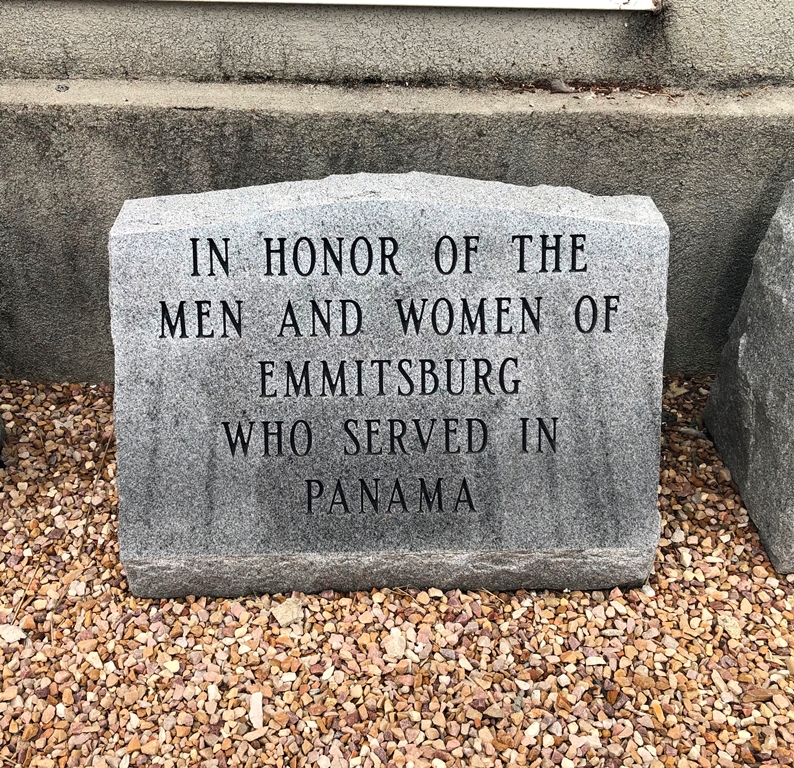 IN HONOR OF THE
MEN AND WOMEN OF
EMMITSBURG
WHO SERVED IN
PANAMA